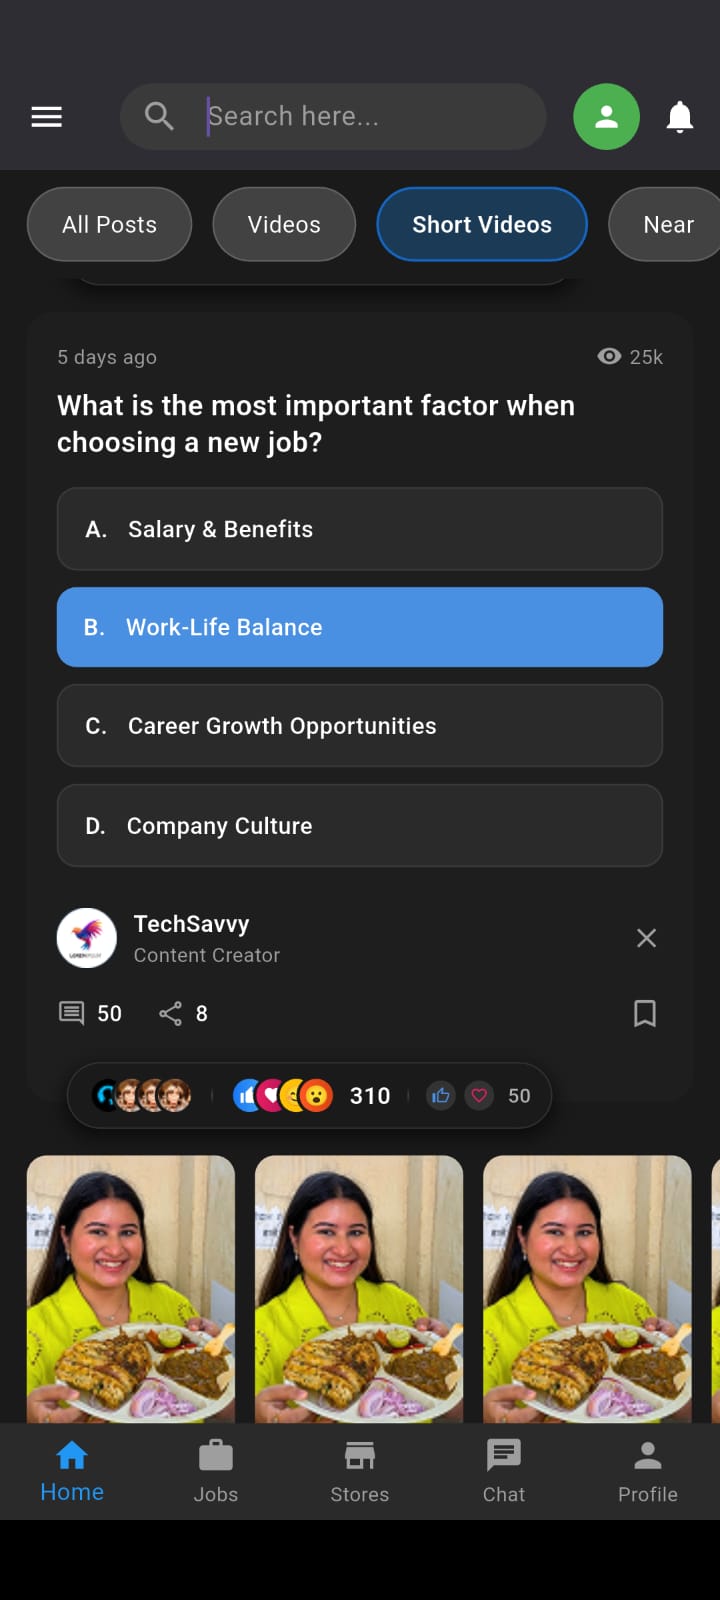 Search here...
All Posts
Videos
Short Videos
Near
5 days ago
25k
What is the most important factor when
choosing a new job?
A. Salary & Benefits
B. Work-Life Balance
C. Career Growth Opportunities
D. Company Culture
TechSavvy
Content Creator
50
8
310
50
Home
Jobs
Stores
Chat
Profile